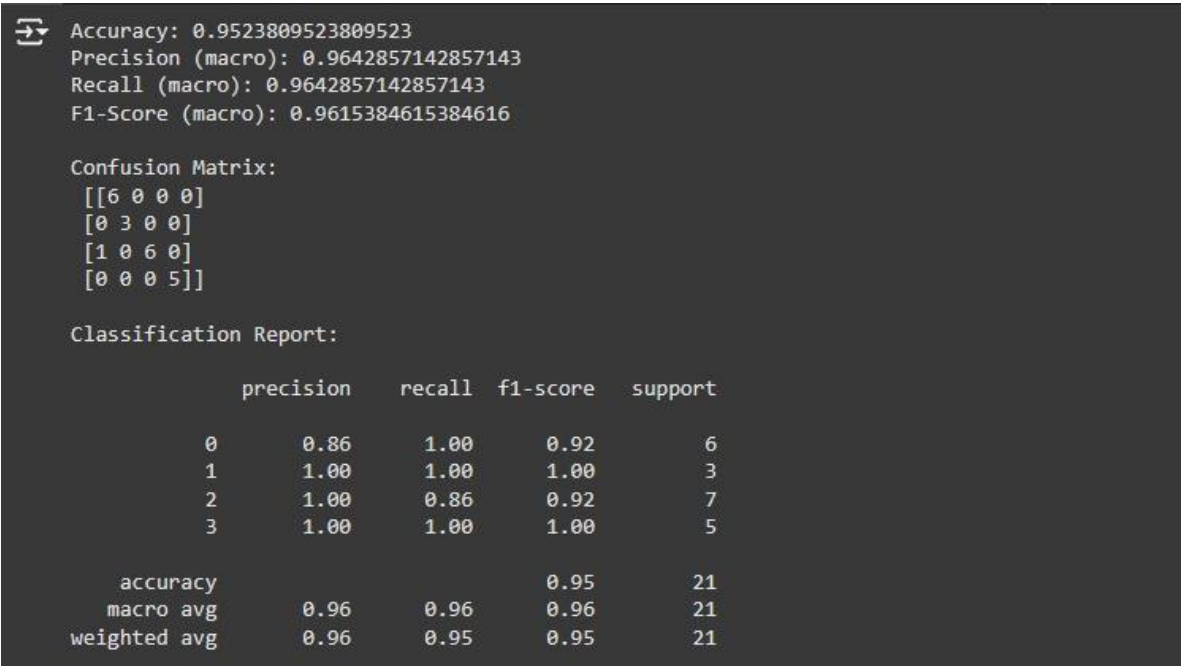 Accuracy: 0.9523809523809523
Precision (macro): 0.9642857142857143
Recall (macro): 0.9642857142857143
F1-Score (macro): 0.9615384615384616
Confusion Matrix:
[[6 0 0 0]
[0 3 0 0]
[1 0 6 0]
[0 0 0 5]]
Classification Report:
precision recall f1-score support
0 0.86 1.00 0.92 6
1 1.00 1.00 1.00 3
2 1.00 0.86 0.92 7
3 1.00 1.00 1.00 5
accuracy 0.95 21
macro avg 0.96 0.96 0.96 21
weighted avg 0.96 0.95 0.95 21